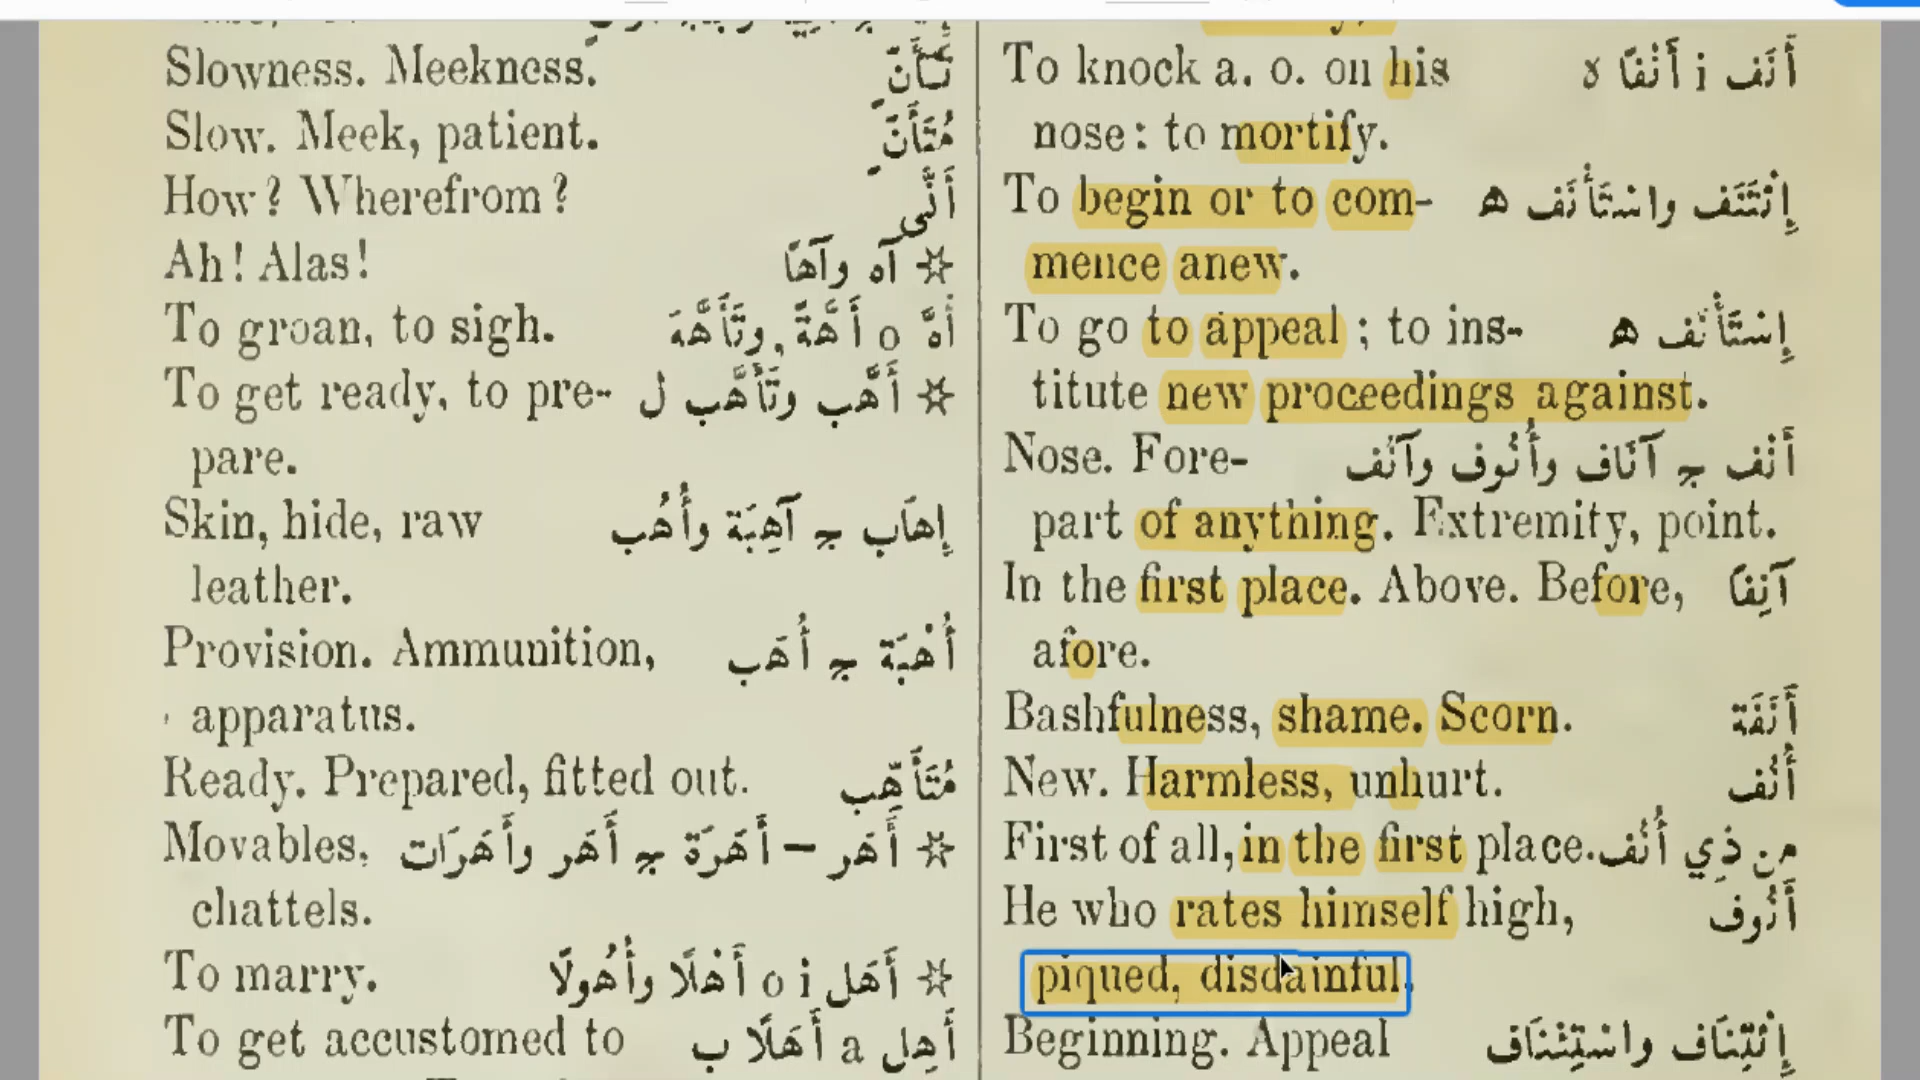 Slowness. Meekness. تَأَنٍّ
Slow. Meek, patient. مُتَأَنٍّ
How? Wherefrom? أَنَّى
Ah! Alas! ☆ آه وآهًا
To groan, to sigh. أَهَّ o أَهَّةً, وتَأَهَّهَ
To get ready, to pre- ☆ أَهَّب وتَأَهَّب ل
pare.
Skin, hide, raw إِهَاب ج آهِبَة وأُهُب
leather.
Provision. Ammunition, أُهْبَة ج أُهَب
apparatus.
Ready. Prepared, fitted out. مُتَأَهِّب
Movables, ☆ أَهَر – أَهَرَة ج أَهَر وأَهَرَات
chattels.
To marry. ☆ أَهَل i o أَهْلًا وأُهُولًا
To get accustomed to أَهِل a أَهَلًا ب
To knock a. o. on his أَنَف i أَنْفًا ه
nose: to mortify.
To begin or to com- إِئْتَنَف واسْتَأْنَف ه
mence anew.
To go to appeal ; to ins- إِسْتَأْنَف ه
titute new proceedings against.
Nose. Fore- أَنْف ج آنَاف وأُنُوف وآنُف
part of anything. Extremity, point.
In the first place. Above. Before, آنِفًا
afore.
Bashfulness, shame. Scorn. أَنَفَة
New. Harmless, unhurt. أُنُف
First of all, in the first place. من ذِي أُنُف
He who rates himself high, أَنُوف
piqued, disdainful.
Beginning. Appeal إِئْتِنَاف واسْتِئْنَاف